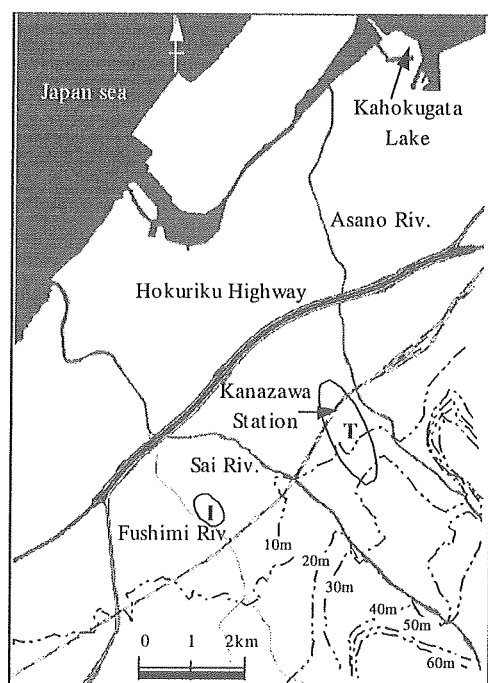 Japan sea
Kahokugata
Lake
Asano Riv.
Hokuriku Highway
Kanazawa
Station
T
Sai Riv.
I
Fushimi Riv.
10m
20m
30m
40m
50m
60m
0 1 2km